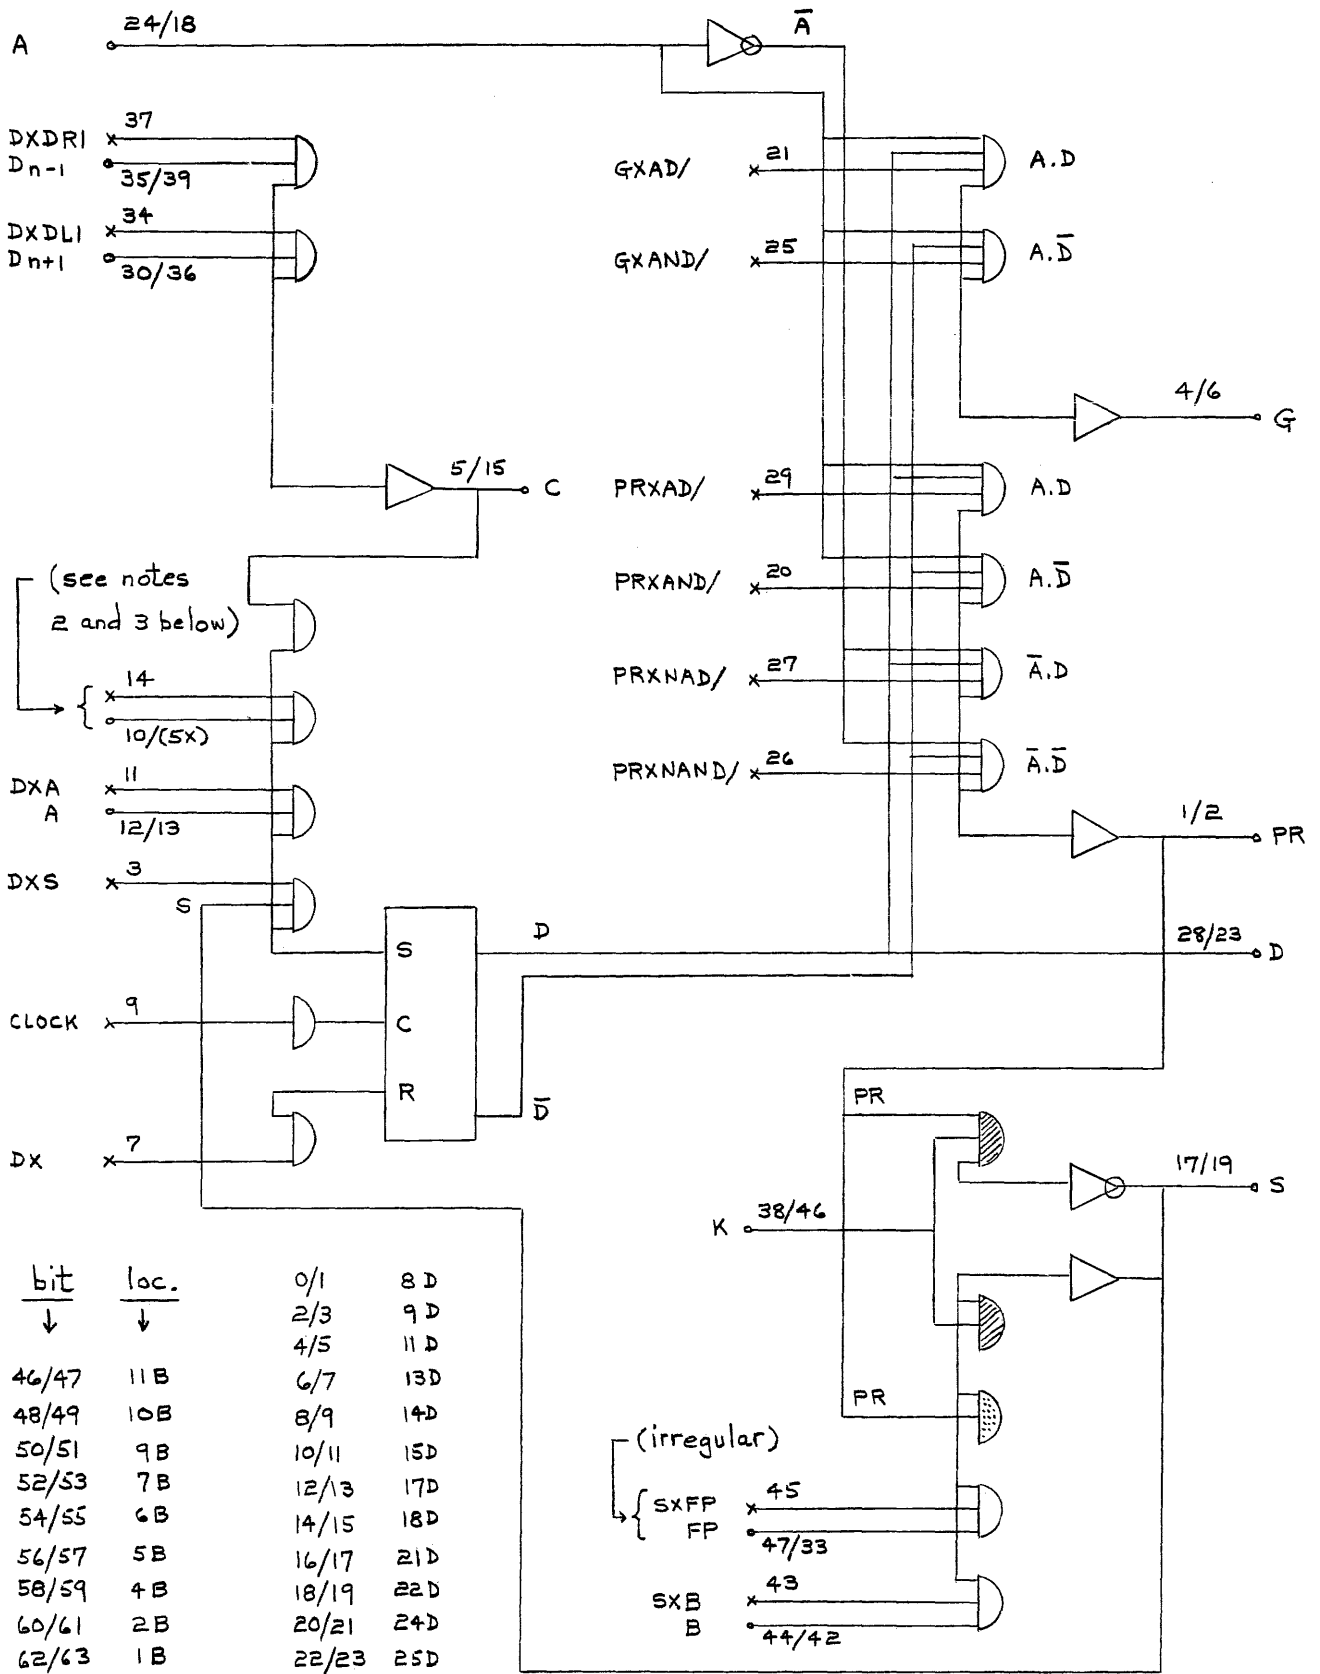 A 24/18 A̅
DXDR1 37
Dn-1 35/39
DXDL1 34
Dn+1 30/36
5/15 C
(see notes
2 and 3 below)
14
10/(5X)
DXA 11
A 12/13
DXS 3
S
CLOCK 9
DX 7
S
C
R
D
D̅
GXAD/ 21 A.D
GXAND/ 25 A.D̅
4/6 G
PRXAD/ 29 A.D
PRXAND/ 20 A.D̅
PRXNAD/ 27 A̅.D
PRXNAND/ 26 A̅.D̅
1/2 PR
28/23 D
PR
17/19 S
K 38/46
PR
(irregular)
SXFP 45
FP 47/33
SXB 43
B 44/42
bit loc.
46/47 11B
48/49 10B
50/51 9B
52/53 7B
54/55 6B
56/57 5B
58/59 4B
60/61 2B
62/63 1B
0/1 8D
2/3 9D
4/5 11D
6/7 13D
8/9 14D
10/11 15D
12/13 17D
14/15 18D
16/17 21D
18/19 22D
20/21 24D
22/23 25D